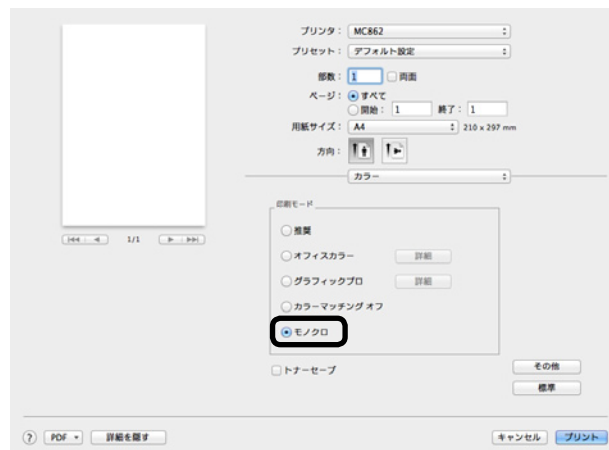 プリンタ： MC862
プリセット： デフォルト設定
部数： 1 両面
ページ： すべて
開始： 1 終了： 1
用紙サイズ： A4 210 x 297 mm
方向：
カラー
印刷モード
推奨
オフィスカラー 詳細
グラフィックプロ 詳細
カラーマッチング オフ
モノクロ
トナーセーブ
1/1
その他
標準
? PDF 詳細を隠す キャンセル プリント